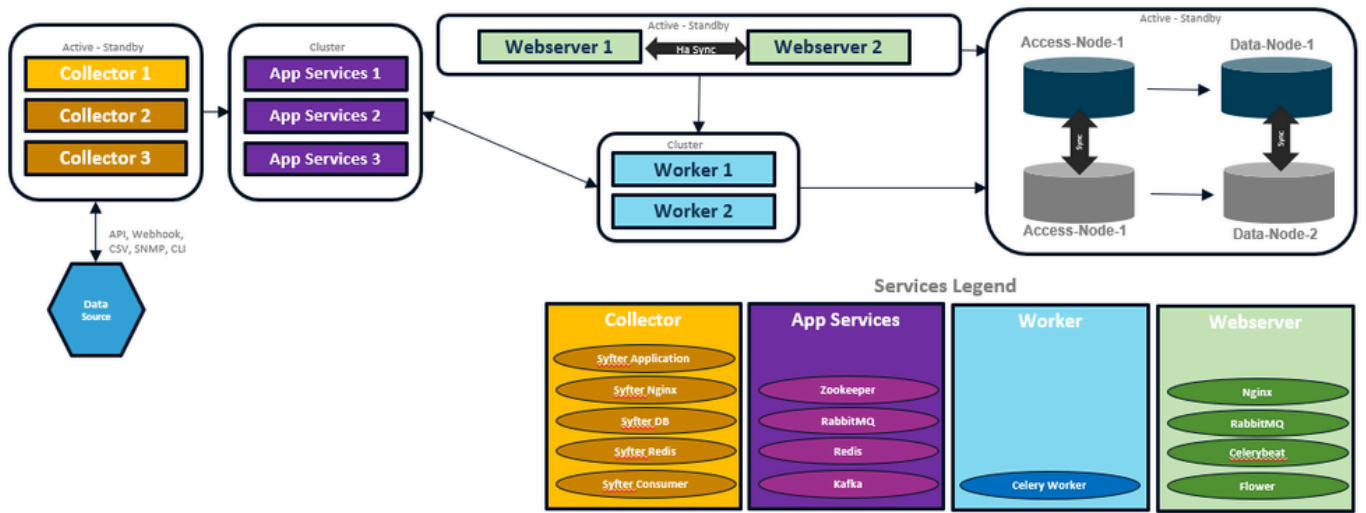 Active - Standby
Collector 1
Collector 2
Collector 3
API, Webhook,
CSV, SNMP, CLI
Data
Source
Cluster
App Services 1
App Services 2
App Services 3
Active - Standby
Webserver 1
Ha Sync
Webserver 2
Cluster
Worker 1
Worker 2
Active - Standby
Access-Node-1
Data-Node-1
Sync
Sync
Access-Node-1
Data-Node-2
Services Legend
Collector
Syfter Application
Syfter Nginx
Syfter DB
Syfter Redis
Syfter Consumer
App Services
Zookeeper
RabbitMQ
Redis
Kafka
Worker
Celery Worker
Webserver
Nginx
RabbitMQ
Celerybeat
Flower